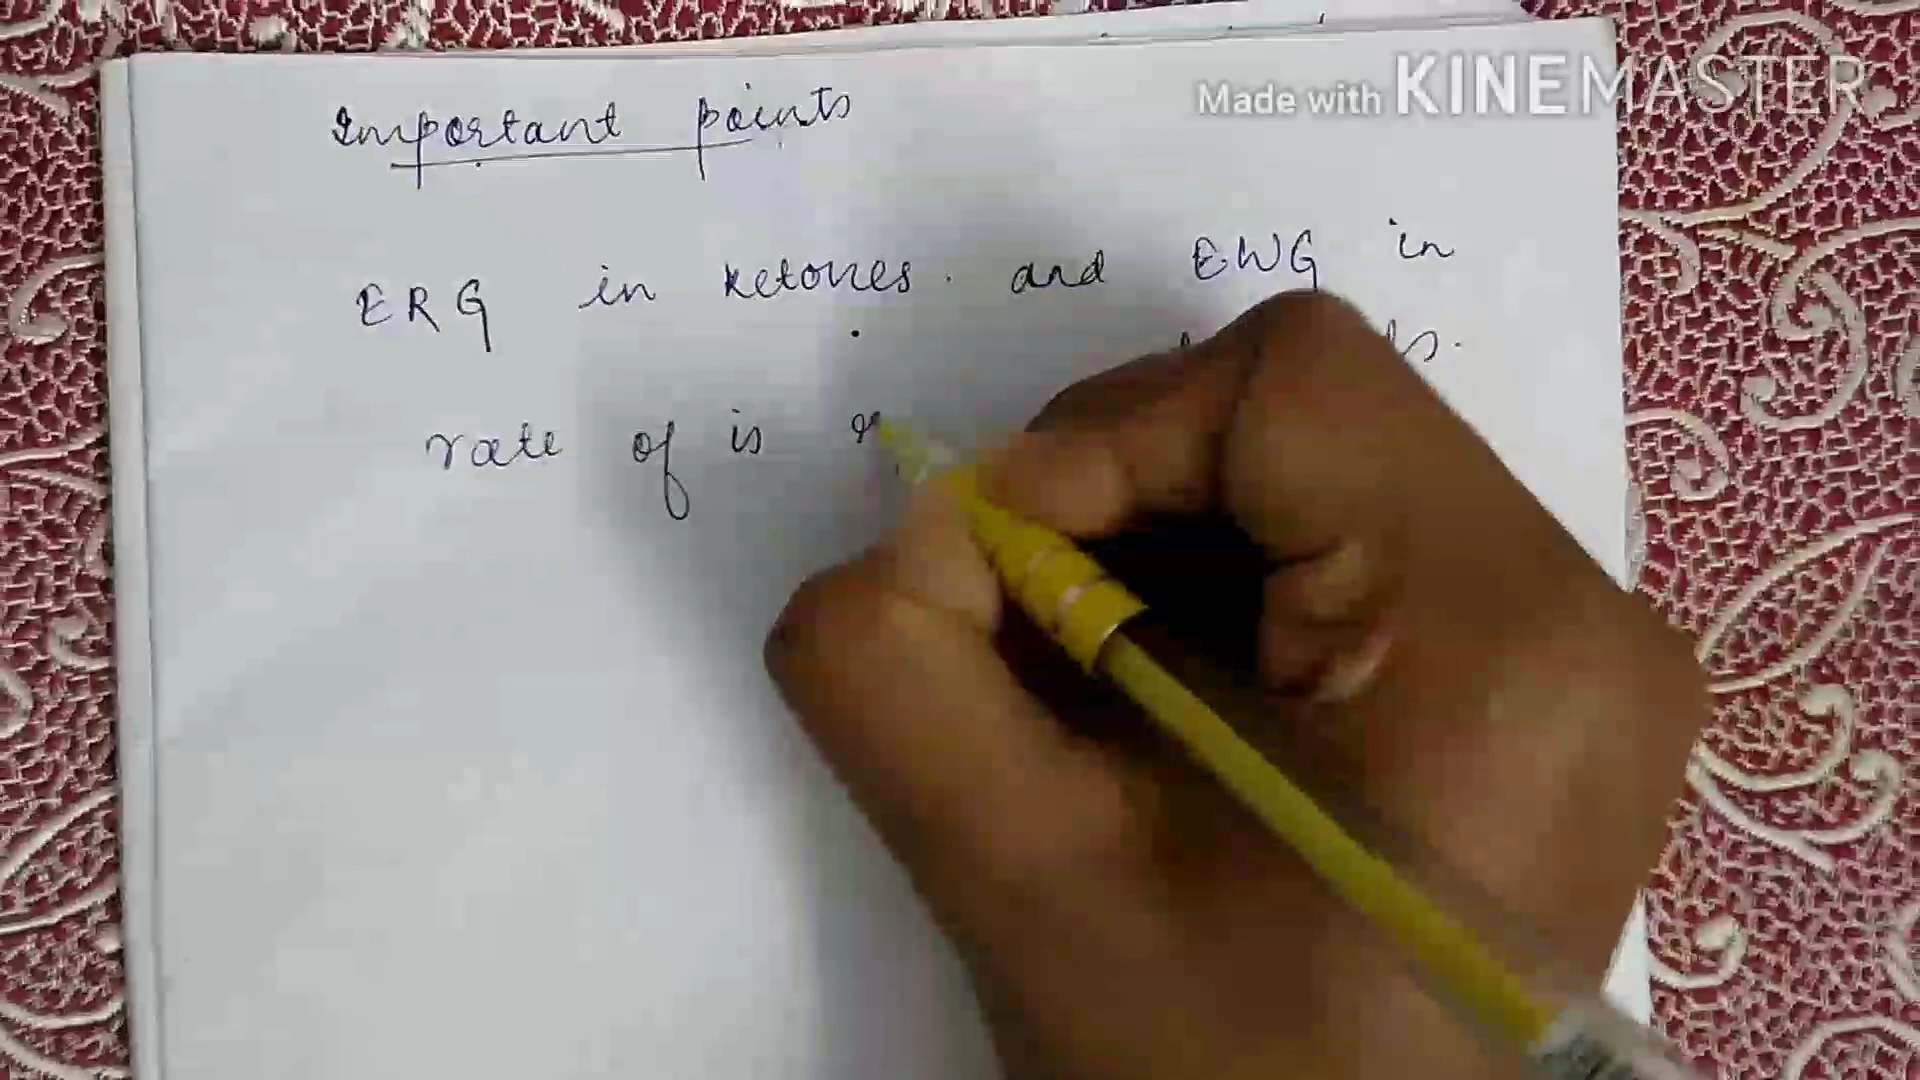 Made with KINEMASTER
Important points
ERG in ketones. and EWG in
rate of is